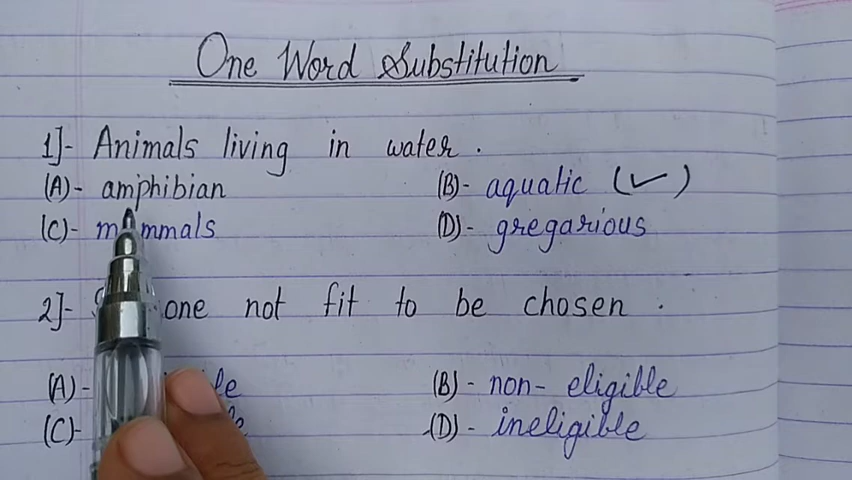 One Word Substitution
1]- Animals living in water.
(A)- amphibian (B)- aquatic (✓)
(C)- mammals (D)- gregarious
2]- one not fit to be chosen.
(A)- (B)- non-eligible
(C)- (D)- ineligible